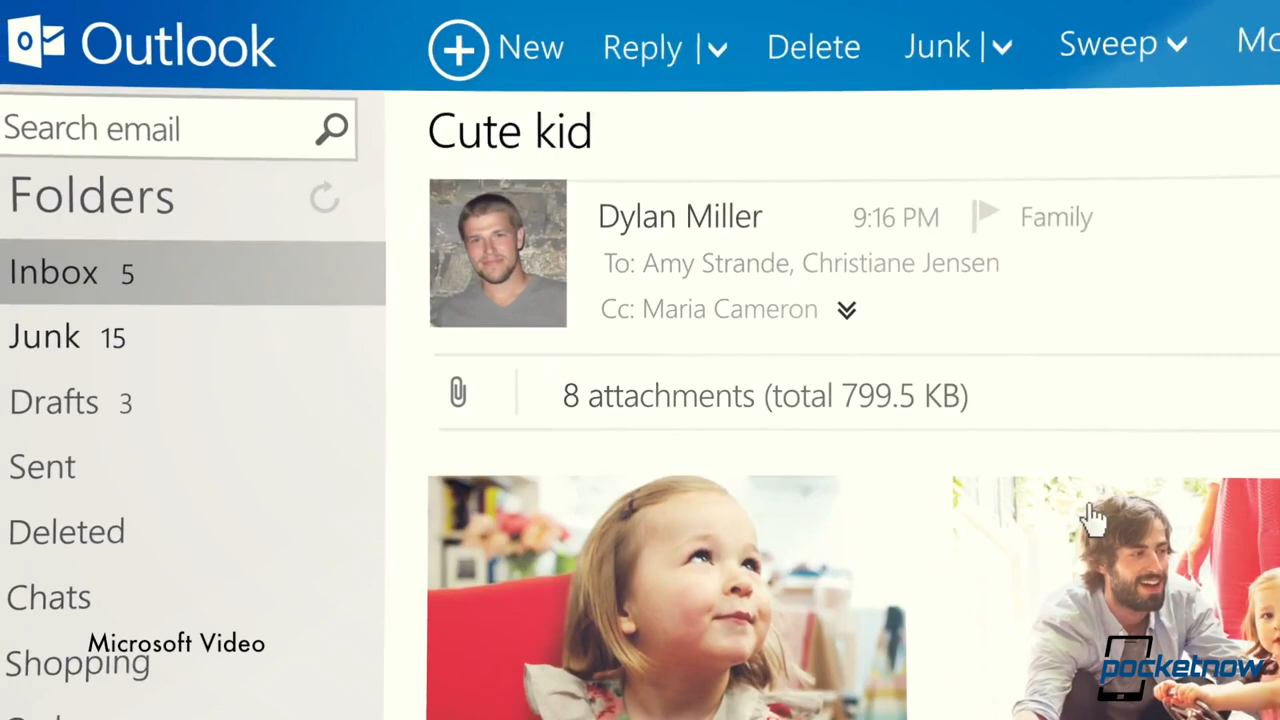 Outlook
New Reply Delete Junk Sweep
Search email
Cute kid
Folders
Dylan Miller 9:16 PM Family
Inbox 5
To: Amy Strande, Christiane Jensen
Cc: Maria Cameron
Junk 15
8 attachments (total 799.5 KB)
Drafts 3
Sent
Deleted
Chats
Microsoft Video
Shopping
pocketnow